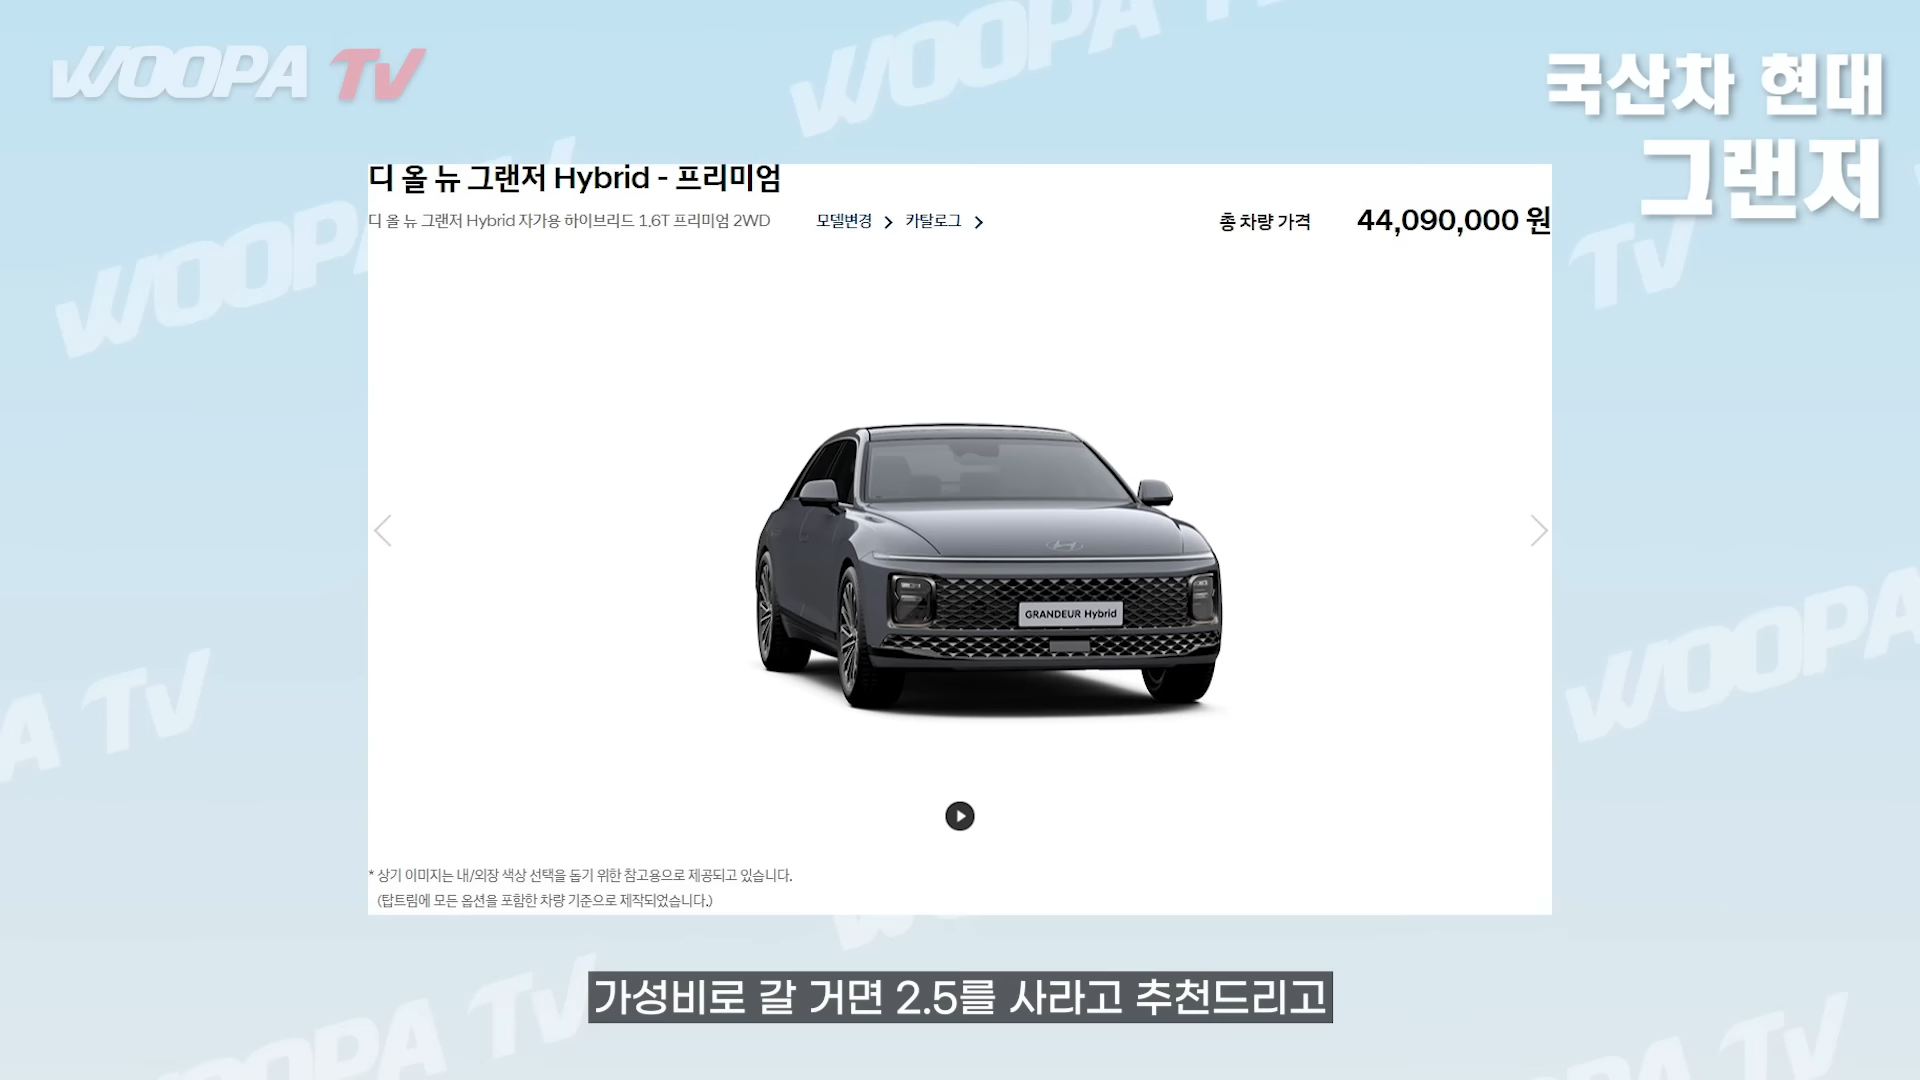 WOOPA TV
국산차 현대
그랜저
디 올 뉴 그랜저 Hybrid - 프리미엄
디 올 뉴 그랜저 Hybrid 자가용 하이브리드 1.6T 프리미엄 2WD
모델변경
카탈로그
총 차량 가격
44,090,000 원
GRANDEUR Hybrid
* 상기 이미지는 내/외장 색상 선택을 돕기 위한 참고용으로 제공되고 있습니다.
(탑트림에 모든 옵션을 포함한 차량 기준으로 제작되었습니다.)
가성비로 갈 거면 2.5를 사라고 추천드리고